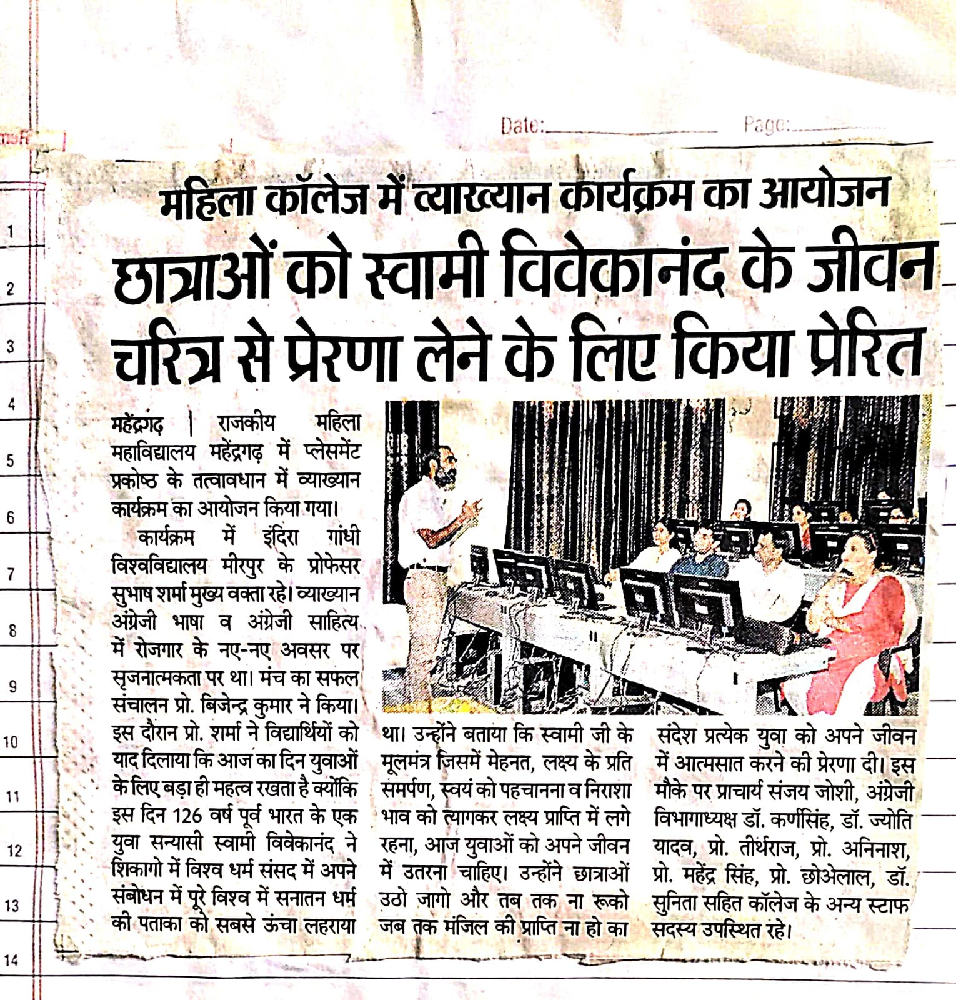 Date: Page:
महिला कॉलेज में व्याख्यान कार्यक्रम का आयोजन
छात्राओं को स्वामी विवेकानंद के जीवन
चरित्र से प्रेरणा लेने के लिए किया प्रेरित
महेंद्रगढ़ | राजकीय महिला
महाविद्यालय महेंद्रगढ़ में प्लेसमेंट
प्रकोष्ठ के तत्वावधान में व्याख्यान
कार्यक्रम का आयोजन किया गया।
कार्यक्रम में इंदिरा गांधी
विश्वविद्यालय मीरपुर के प्रोफेसर
सुभाष शर्मा मुख्य वक्ता रहे। व्याख्यान
अंग्रेजी भाषा व अंग्रेजी साहित्य
में रोजगार के नए-नए अवसर पर
सृजनात्मकता पर था। मंच का सफल
संचालन प्रो. बिजेन्द्र कुमार ने किया।
इस दौरान प्रो. शर्मा ने विद्यार्थियों को
याद दिलाया कि आज का दिन युवाओं
के लिए बड़ा ही महत्व रखता है क्योंकि
इस दिन 126 वर्ष पूर्व भारत के एक
युवा सन्यासी स्वामी विवेकानंद ने
शिकागो में विश्व धर्म संसद में अपने
संबोधन में पूरे विश्व में सनातन धर्म
की पताका को सबसे ऊंचा लहराया
था। उन्होंने बताया कि स्वामी जी के
मूलमंत्र जिसमें मेहनत, लक्ष्य के प्रति
समर्पण, स्वयं को पहचानना व निराशा
भाव को त्यागकर लक्ष्य प्राप्ति में लगे
रहना, आज युवाओं को अपने जीवन
में उतरना चाहिए। उन्होंने छात्राओं
उठो जागो और तब तक ना रूको
जब तक मंजिल की प्राप्ति ना हो का
संदेश प्रत्येक युवा को अपने जीवन
में आत्मसात करने की प्रेरणा दी। इस
मौके पर प्राचार्य संजय जोशी, अंग्रेजी
विभागाध्यक्ष डॉ. कर्णसिंह, डॉ. ज्योति
यादव, प्रो. तीर्थराज, प्रो. अनिनाश,
प्रो. महेंद्र सिंह, प्रो. छोअेलाल, डॉ.
सुनिता सहित कॉलेज के अन्य स्टाफ
सदस्य उपस्थित रहे।
1
2
3
4
5
6
7
8
9
10
11
12
13
14